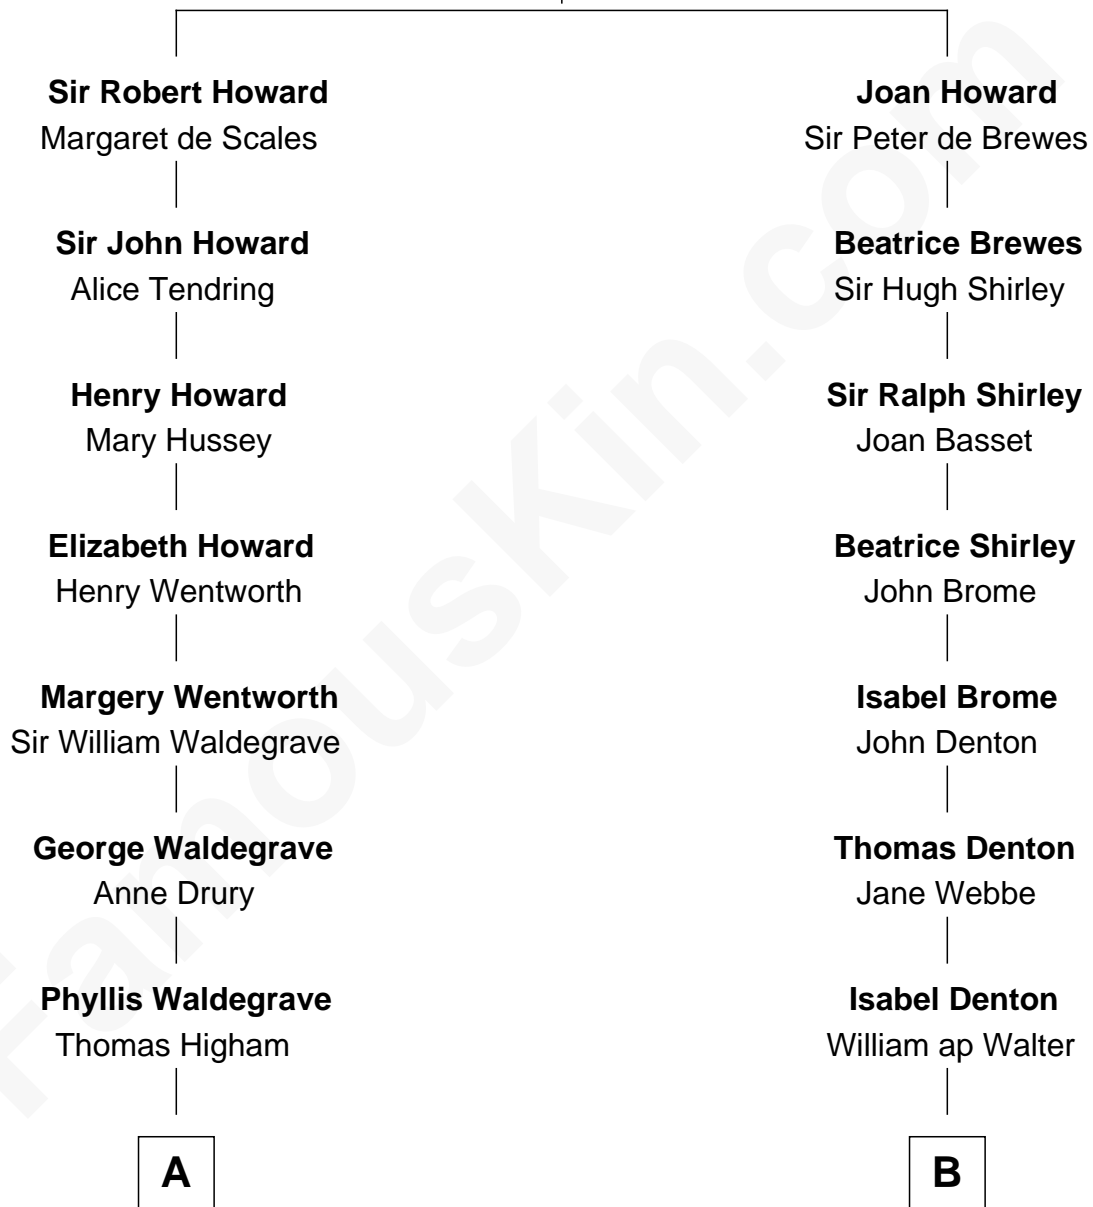 Sir Robert Howard
Margaret de Scales
Sir John Howard
Alice Tendring
Henry Howard
Mary Hussey
Elizabeth Howard
Henry Wentworth
Margery Wentworth
Sir William Waldegrave
George Waldegrave
Anne Drury
Phyllis Waldegrave
Thomas Higham
A
Joan Howard
Sir Peter de Brewes
Beatrice Brewes
Sir Hugh Shirley
Sir Ralph Shirley
Joan Basset
Beatrice Shirley
John Brome
Isabel Brome
John Denton
Thomas Denton
Jane Webbe
Isabel Denton
William ap Walter
B
FamousKin.com